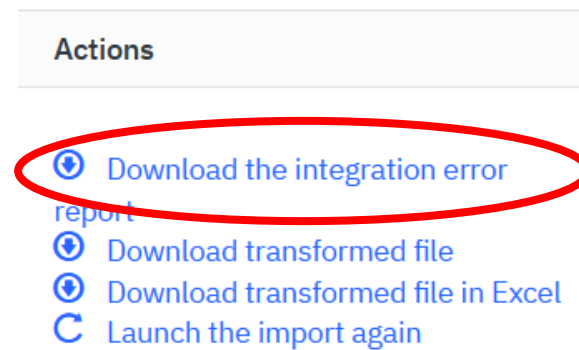 Actions
Download the integration error
report
Download transformed file
Download transformed file in Excel
Launch the import again